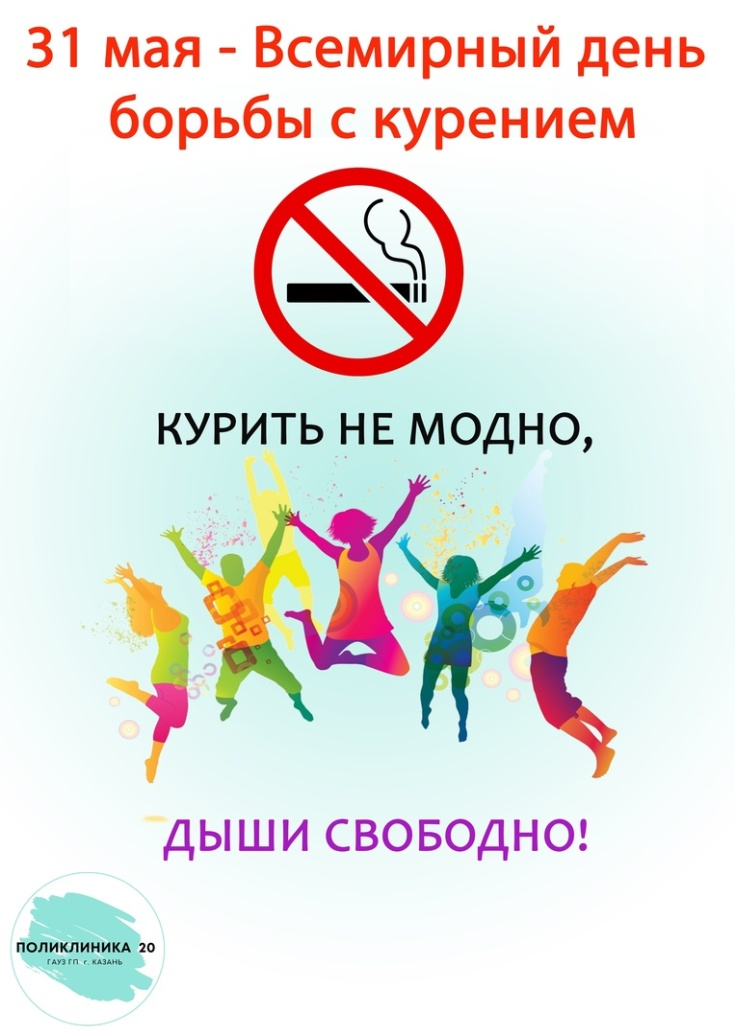 31 мая - Всемирный день
борьбы с курением
КУРИТЬ НЕ МОДНО,
ДЫШИ СВОБОДНО!
ПОЛИКЛИНИКА 20
ГАУЗ ГП г. КАЗАНЬ